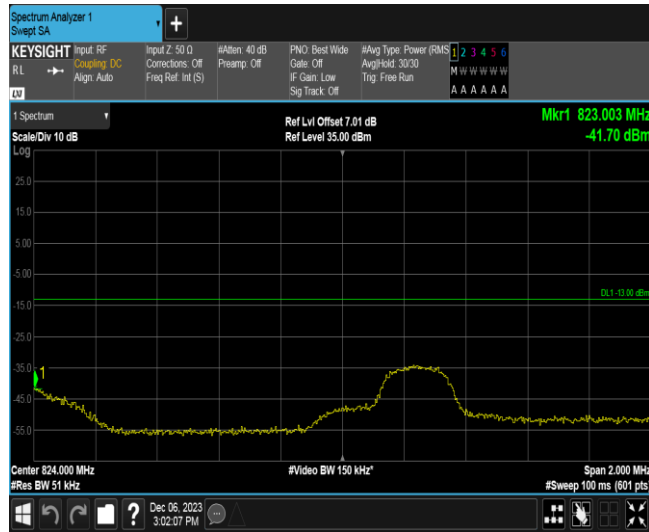 Spectrum Analyzer 1
Swept SA
KEYSIGHT
RL
LXI
Input: RF
Coupling: DC
Align: Auto
Input Z: 50 Ω
Corrections: Off
Freq Ref: Int (S)
#Atten: 40 dB
Preamp: Off
PNO: Best Wide
Gate: Off
IF Gain: Low
Sig Track: Off
#Avg Type: Power (RMS
Avg|Hold: 30/30
Trig: Free Run
1 2 3 4 5 6
M W W W W W
A A A A A A
1 Spectrum
Scale/Div 10 dB
Ref Lvl Offset 7.01 dB
Ref Level 35.00 dBm
Mkr1 823.003 MHz
-41.70 dBm
Log
25.0
15.0
5.00
-5.00
DL1 -13.00 dBm
-15.0
-25.0
-35.0
1
-45.0
-55.0
Center 824.000 MHz
#Video BW 150 kHz*
Span 2.000 MHz
#Res BW 51 kHz
#Sweep 100 ms (601 pts)
?
Dec 06, 2023
3:02:07 PM